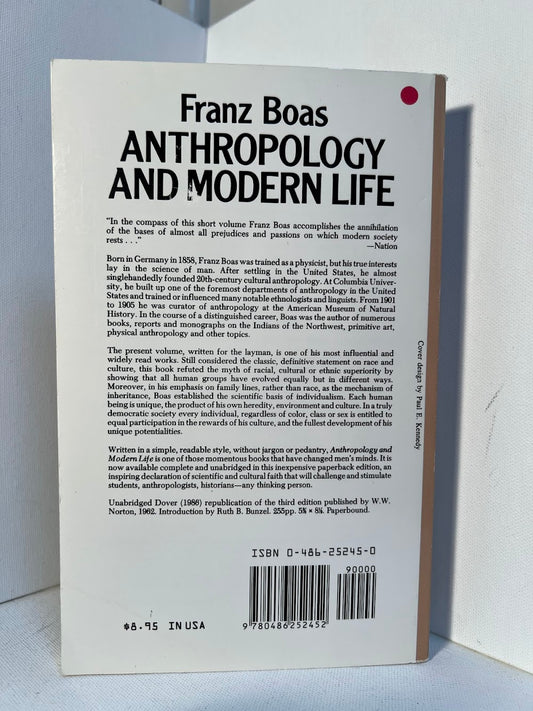 Franz Boas
ANTHROPOLOGY
AND MODERN LIFE
"In the compass of this short volume Franz Boas accomplishes the annihilation
of the bases of almost all prejudices and passions on which modern society
rests . . ."
—Nation
Born in Germany in 1858, Franz Boas was trained as a physicist, but his true interests
lay in the science of man. After settling in the United States, he almost
singlehandedly founded 20th-century cultural anthropology. At Columbia Univer-
sity, he built up one of the foremost departments of anthropology in the United
States and trained or influenced many notable ethnologists and linguists. From 1901
to 1905 he was curator of anthropology at the American Museum of Natural
History. In the course of a distinguished career, Boas was the author of numerous
books, reports and monographs on the Indians of the Northwest, primitive art,
physical anthropology and other topics.
The present volume, written for the layman, is one of his most influential and
widely read works. Still considered the classic, definitive statement on race and
culture, this book refuted the myth of racial, cultural or ethnic superiority by
showing that all human groups have evolved equally but in different ways.
Moreover, in his emphasis on family lines, rather than race, as the mechanism of
inheritance, Boas established the scientific basis of individualism. Each human
being is unique, the product of his own heredity, environment and culture. In a truly
democratic society every individual, regardless of color, class or sex is entitled to
equal participation in the rewards of his culture, and the fullest development of his
unique potentialities.
Written in a simple, readable style, without jargon or pedantry, Anthropology and
Modern Life is one of those momentous books that have changed men's minds. It is
now available complete and unabridged in this inexpensive paperback edition, an
inspiring declaration of scientific and cultural faith that will challenge and stimulate
students, anthropologists, historians—any thinking person.
Unabridged Dover (1986) republication of the third edition published by W.W.
Norton, 1962. Introduction by Ruth B. Bunzel. 255pp. 5⅜ × 8½. Paperbound.
Cover design by Paul E. Kennedy
ISBN 0-486-25245-0
90000
9 780486 252452
$8.95 IN USA